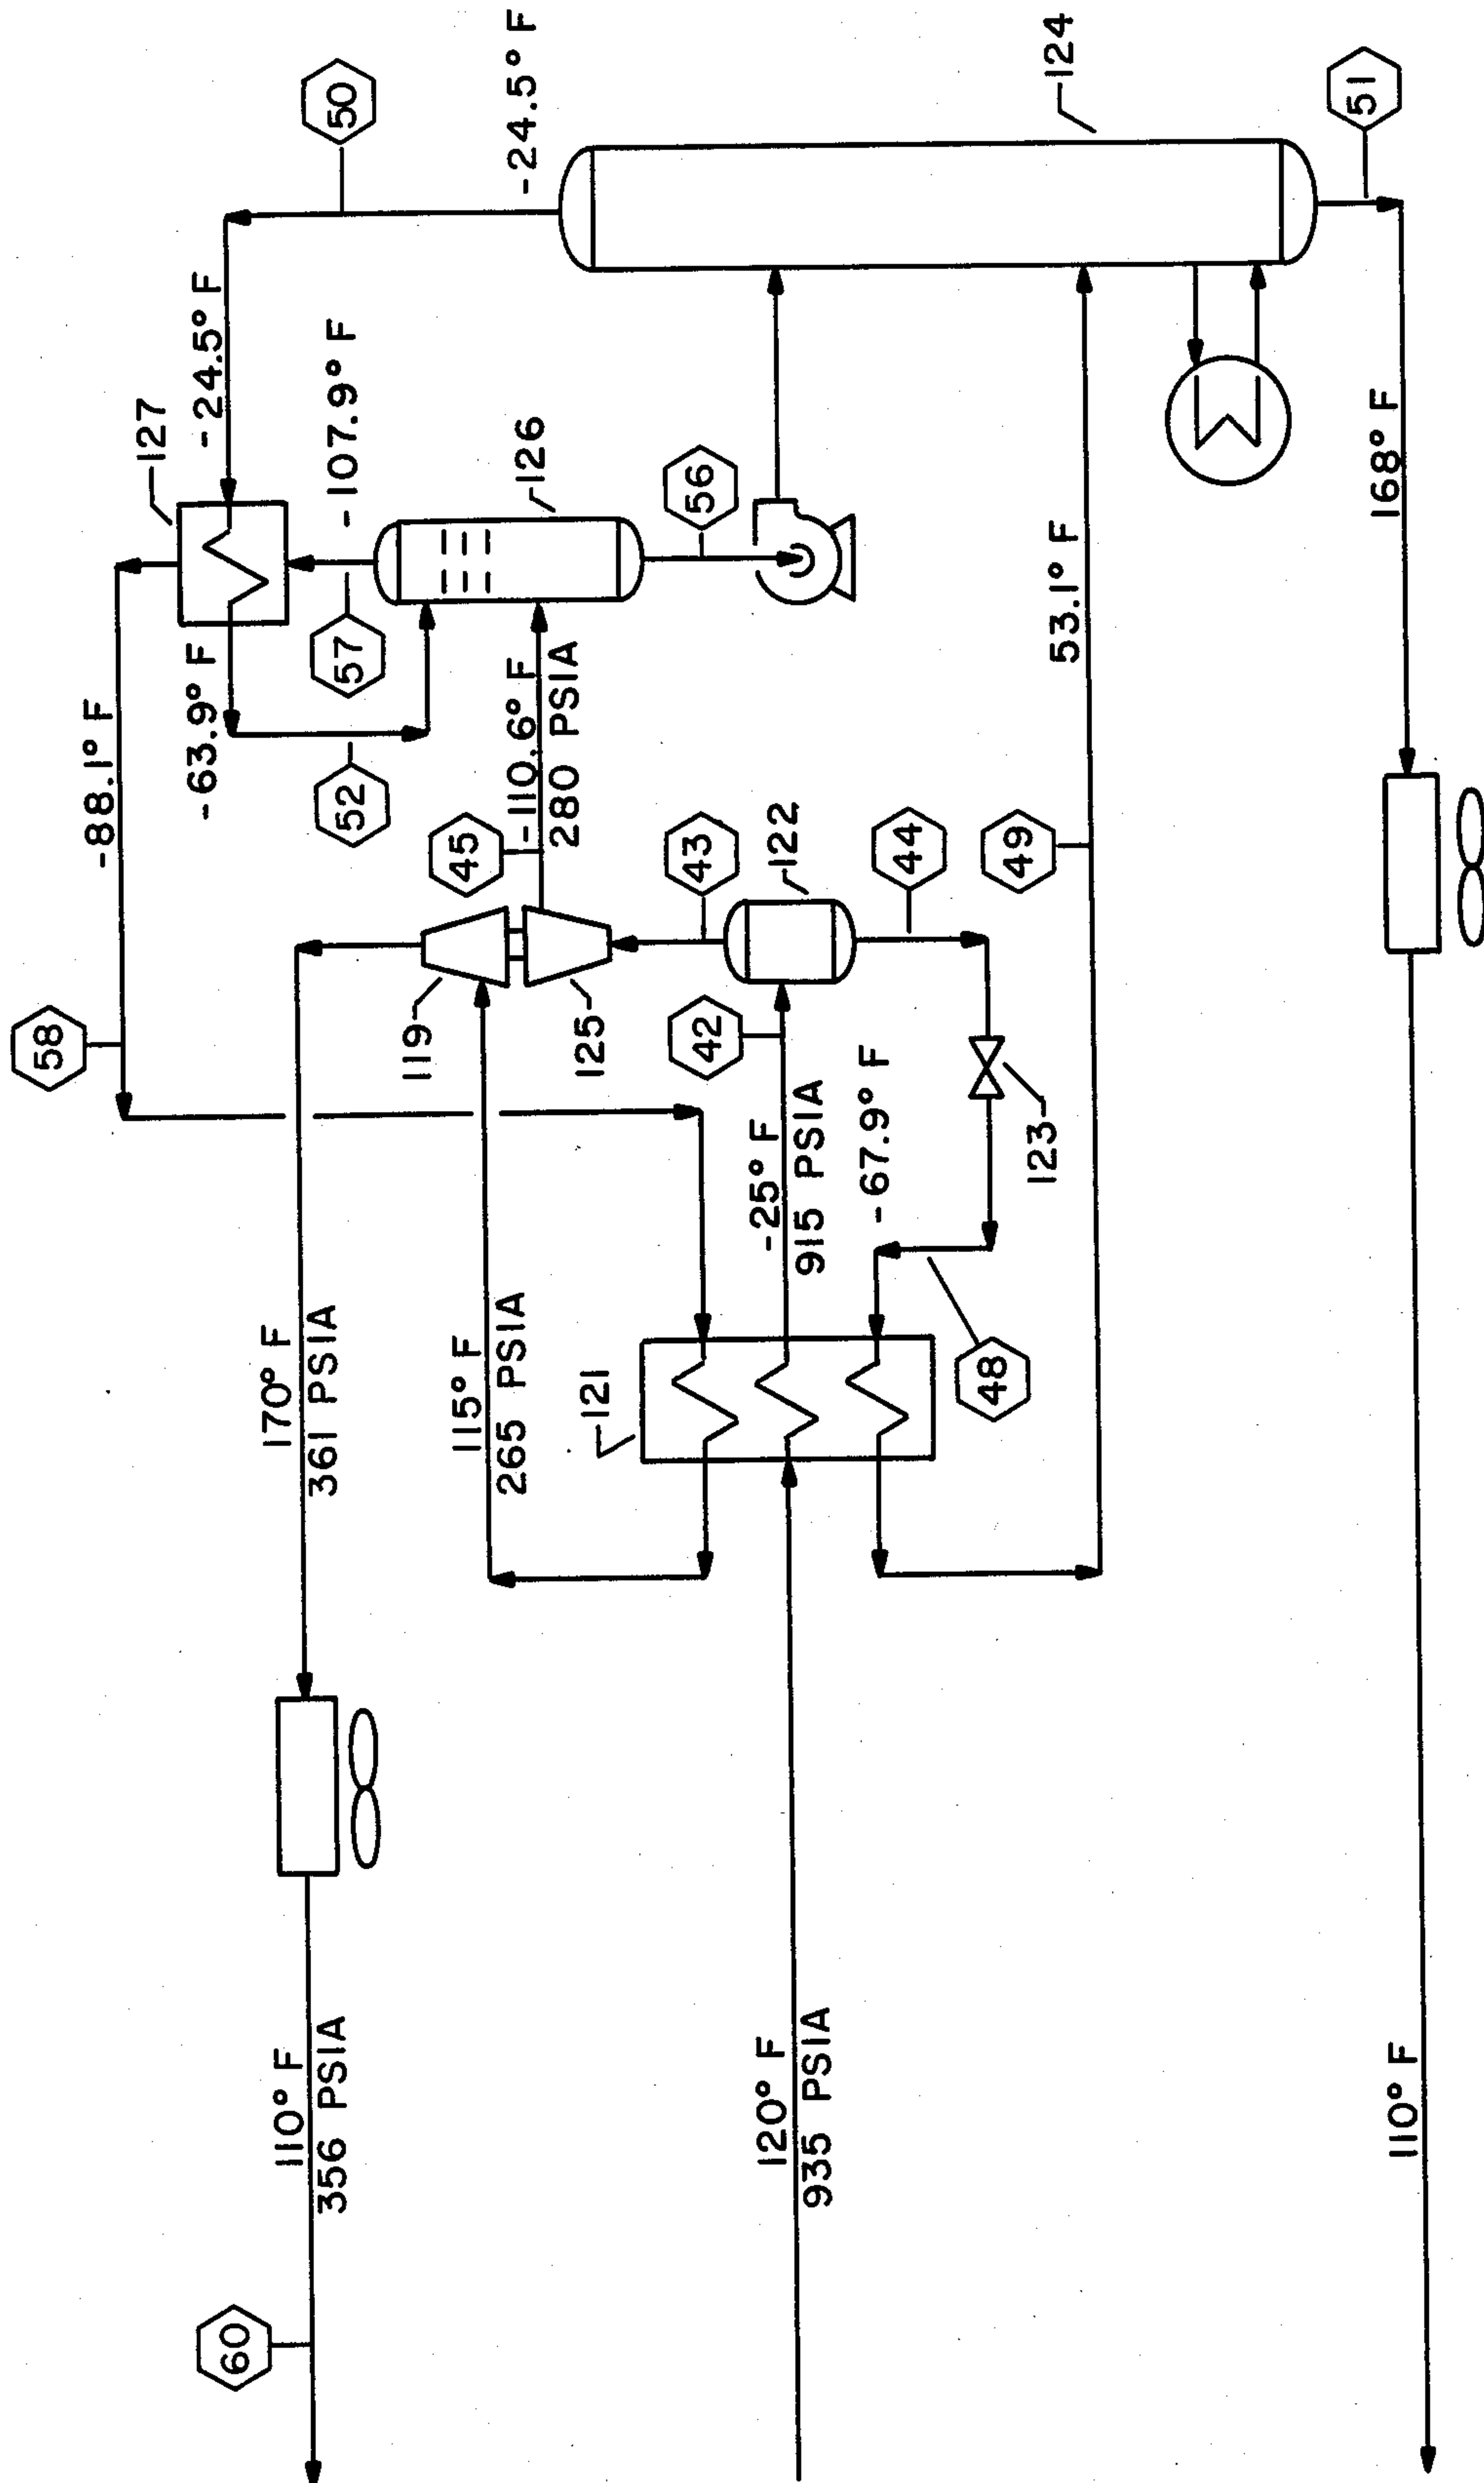 50
-24.5° F
124
51
-24.5° F
127
-107.9° F
126
56
168° F
57
-63.9° F
-88.1° F
52
-110.6° F
280 PSIA
53.1° F
45
43
122
44
49
58
119
125
42
-25° F
915 PSIA
-67.9° F
123
170° F
361 PSIA
115° F
265 PSIA
121
48
110° F
356 PSIA
120° F
935 PSIA
110° F
60